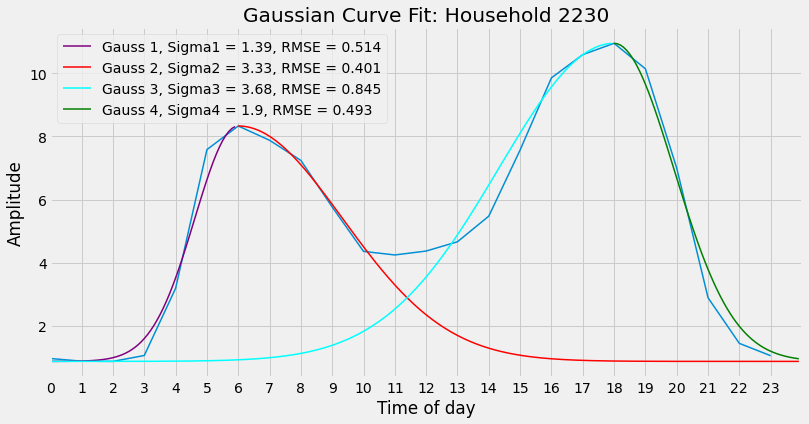 Gaussian Curve Fit: Household 2230
Gauss 1, Sigma1 = 1.39, RMSE = 0.514
Gauss 2, Sigma2 = 3.33, RMSE = 0.401
Gauss 3, Sigma3 = 3.68, RMSE = 0.845
Gauss 4, Sigma4 = 1.9, RMSE = 0.493
Amplitude
10
8
6
4
2
0 1 2 3 4 5 6 7 8 9 10 11 12 13 14 15 16 17 18 19 20 21 22 23
Time of day